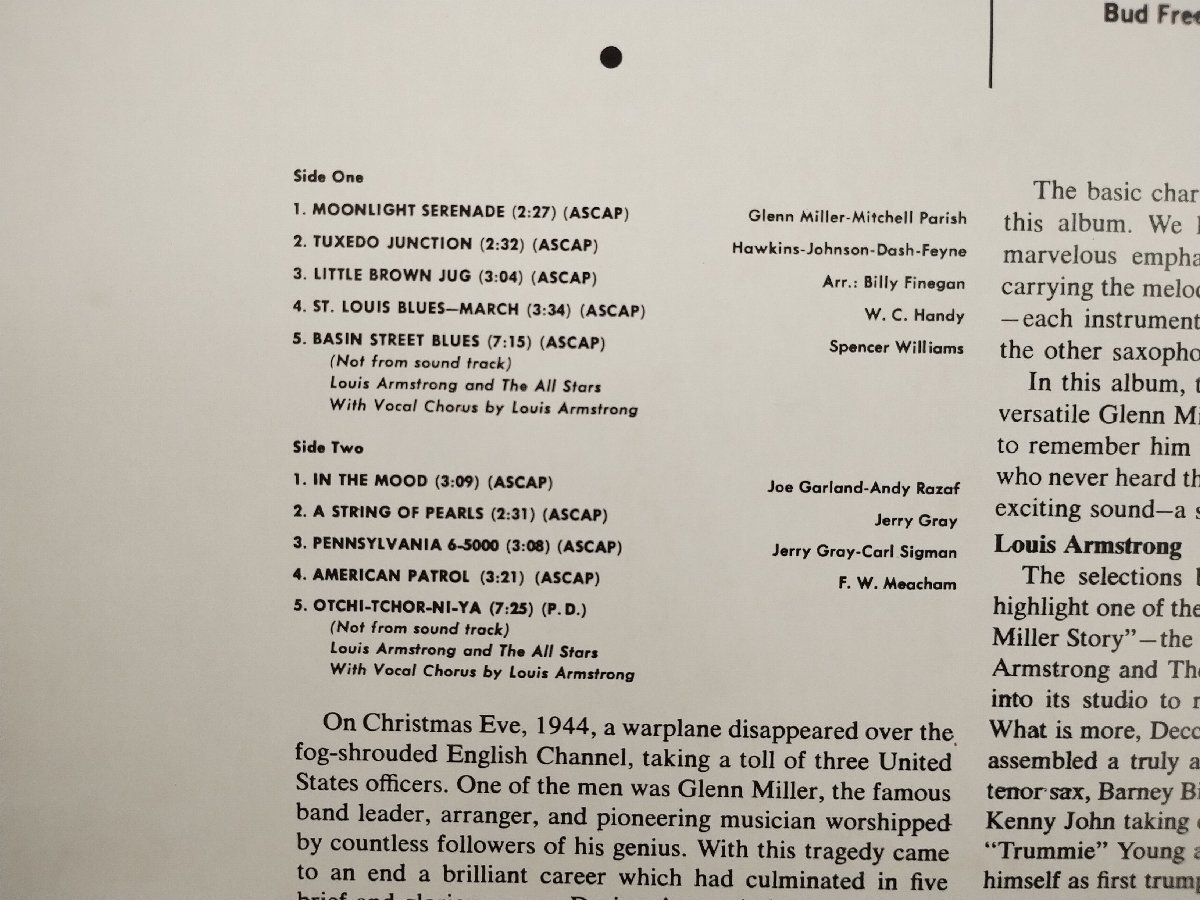 Bud
Side One
1. MOONLIGHT SERENADE (2:27) (ASCAP) Glenn Miller-Mitchell Parish
2. TUXEDO JUNCTION (2:32) (ASCAP) Hawkins-Johnson-Dash-Feyne
3. LITTLE BROWN JUG (3:04) (ASCAP) Arr.: Billy Finegan
4. ST. LOUIS BLUES—MARCH (3:34) (ASCAP) W. C. Handy
5. BASIN STREET BLUES (7:15) (ASCAP) Spencer Williams
(Not from sound track)
Louis Armstrong and The All Stars
With Vocal Chorus by Louis Armstrong
Side Two
1. IN THE MOOD (3:09) (ASCAP) Joe Garland-Andy Razaf
2. A STRING OF PEARLS (2:31) (ASCAP) Jerry Gray
3. PENNSYLVANIA 6-5000 (3:08) (ASCAP) Jerry Gray-Carl Sigman
4. AMERICAN PATROL (3:21) (ASCAP) F. W. Meacham
5. OTCHI-TCHOR-NI-YA (7:25) (P.D.)
(Not from sound track)
Louis Armstrong and The All Stars
With Vocal Chorus by Louis Armstrong
On Christmas Eve, 1944, a warplane disappeared over the
fog-shrouded English Channel, taking a toll of three United
States officers. One of the men was Glenn Miller, the famous
band leader, arranger, and pioneering musician worshipped
by countless followers of his genius. With this tragedy came
to an end a brilliant career which had culminated in five
The basic
this album. We
marvelous
carrying the
—each instrument
the other
In this album,
versatile Glenn
to remember him
who never heard
exciting sound—a
Louis Armstrong
The selections
highlight one of the
Miller Story”—the
Armstrong and
into its studio to
What is more,
assembled a truly
tenor sax, Barney
Kenny John taking
“Trummie” Young
himself as first